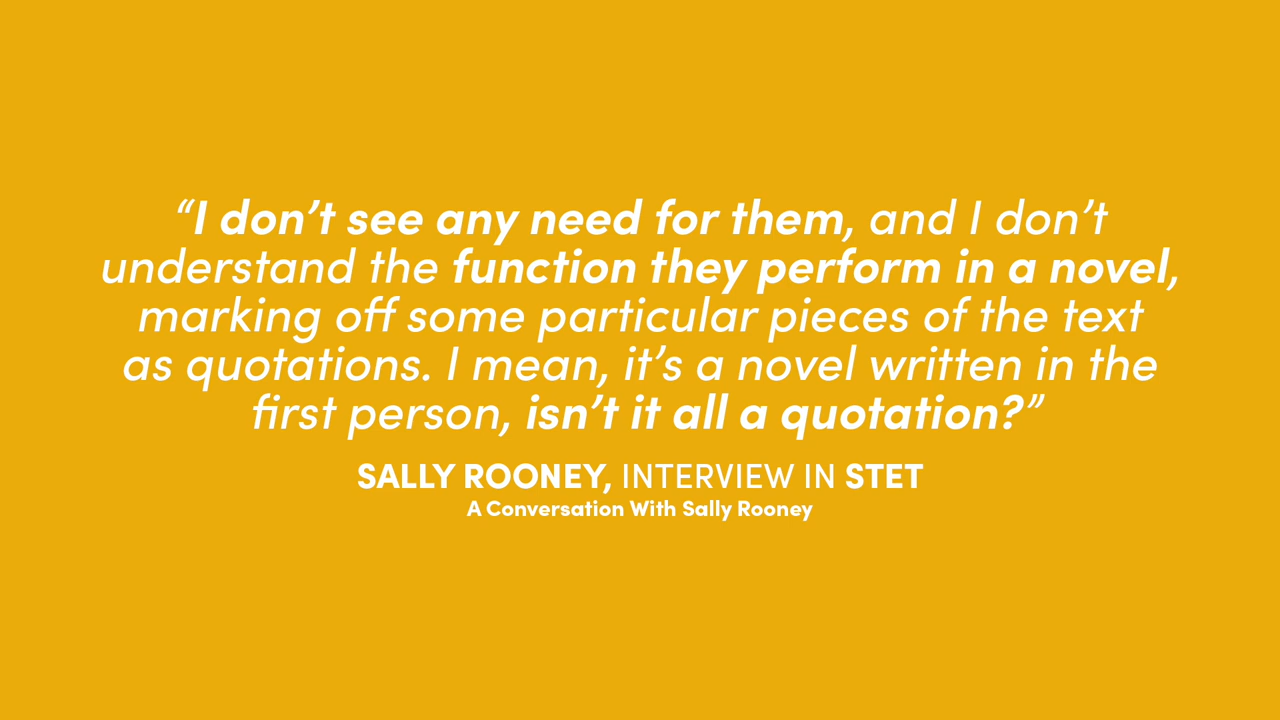 “I don’t see any need for them, and I don’t
understand the function they perform in a novel,
marking off some particular pieces of the text
as quotations. I mean, it’s a novel written in the
first person, isn’t it all a quotation?”
SALLY ROONEY, INTERVIEW IN STET
A Conversation With Sally Rooney